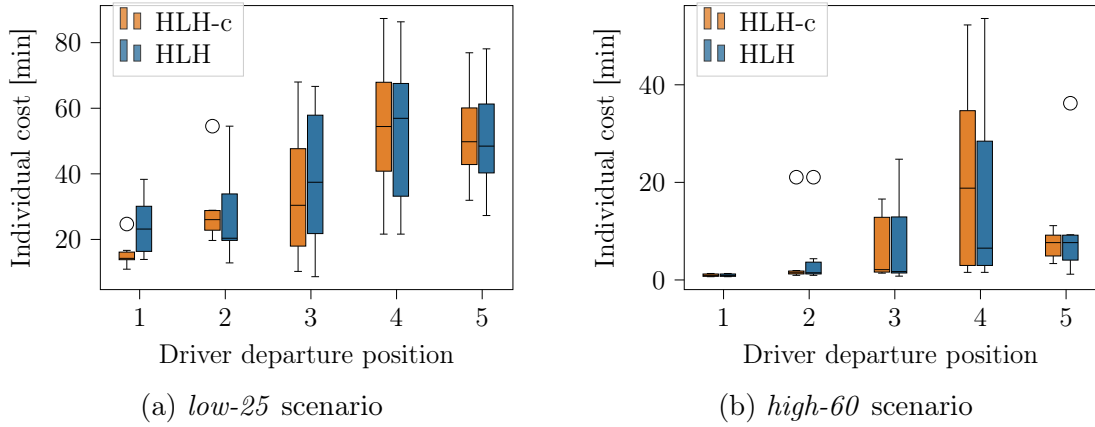 HLH-c
HLH
Individual cost [min]
80
60
40
20
1 2 3 4 5
Driver departure position
(a) low-25 scenario
HLH-c
HLH
Individual cost [min]
40
20
0
1 2 3 4 5
Driver departure position
(b) high-60 scenario